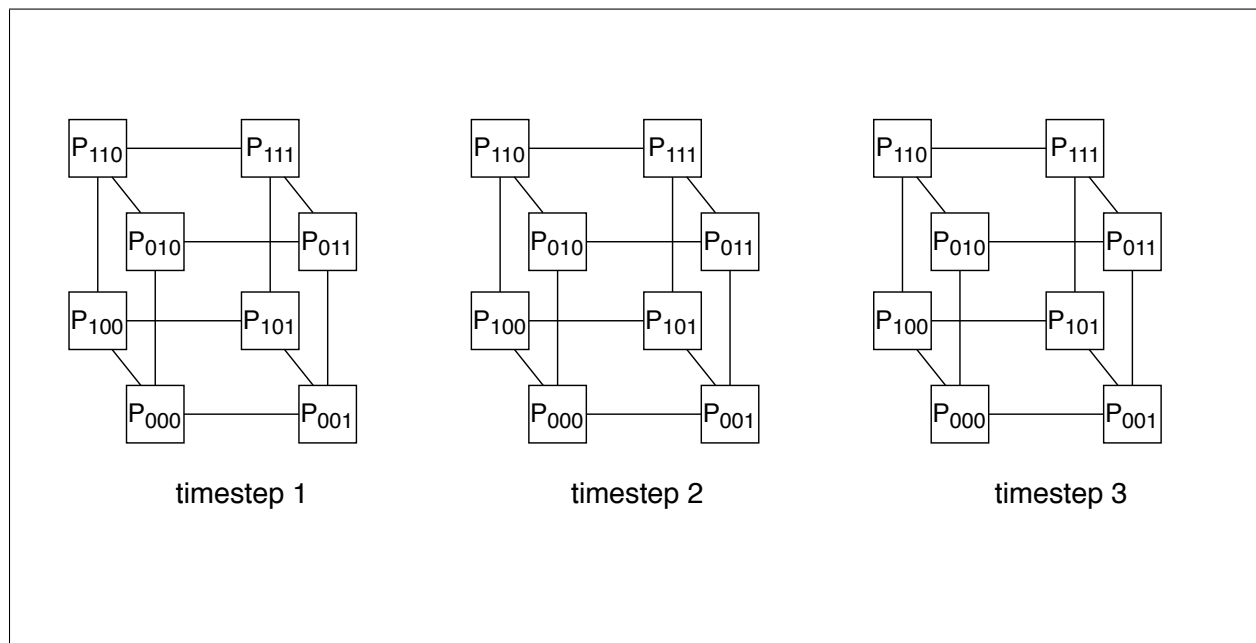 P110 P111 P110 P111 P110 P111
P010 P011 P010 P011 P010 P011
P100 P101 P100 P101 P100 P101
P000 P001 P000 P001 P000 P001
timestep 1 timestep 2 timestep 3